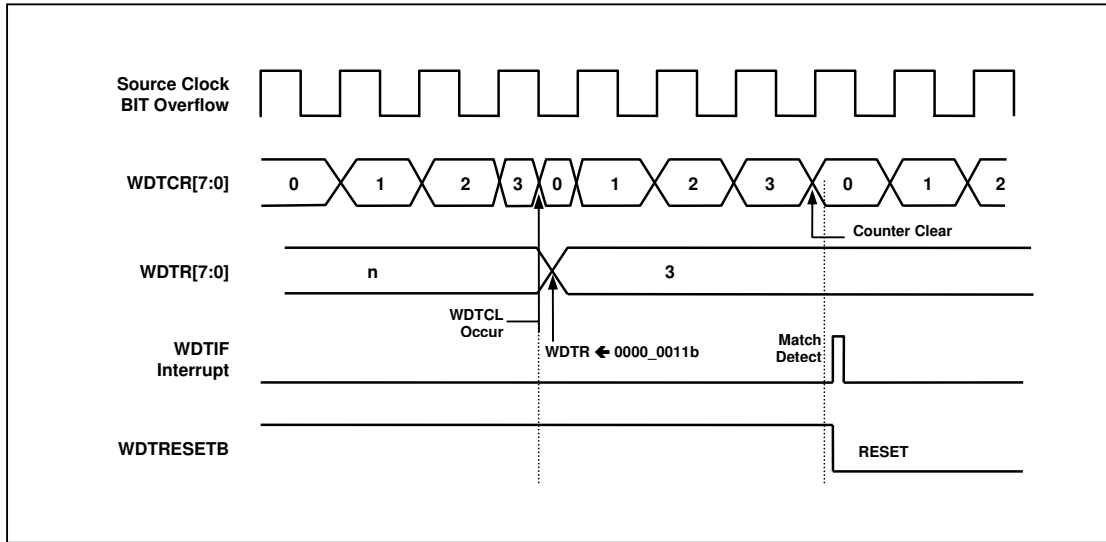 Source Clock
BIT Overflow
WDTCR[7:0]
0 1 2 3 0 1 2 3 0 1 2
Counter Clear
WDTR[7:0]
n 3
WDTCL
Occur
WDTR 🡸 0000_0011b
Match
Detect
WDTIF
Interrupt
WDTRESETB
RESET